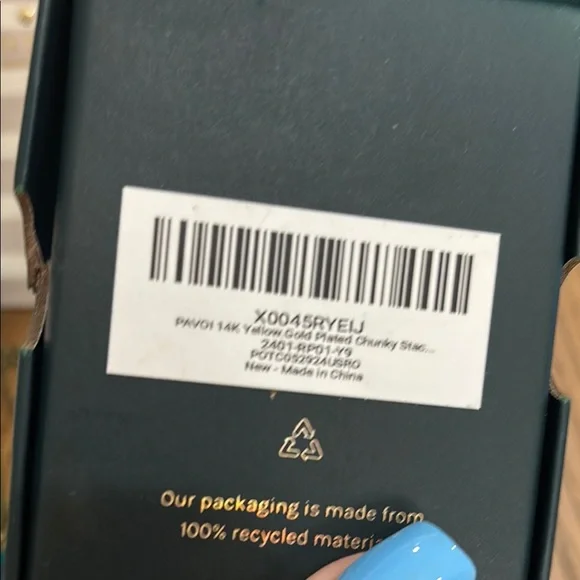 X0045RYEIJ
PAVOI 14K Yellow Gold Plated Chunky Stac...
2401-RP01-Y9
POTC092924USRO
New - Made in China
Our packaging is made from
100% recycled